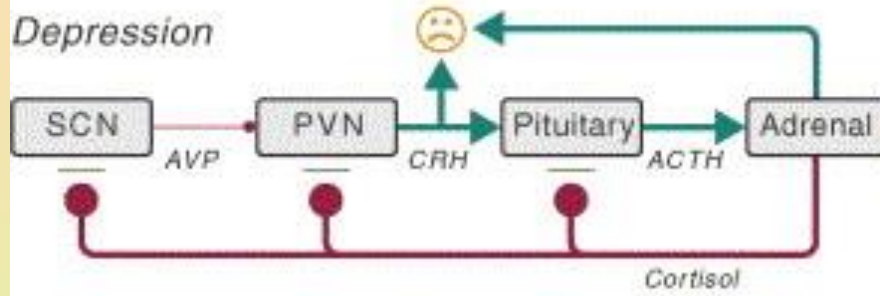 Depression
SCN
PVN
Pituitary
Adrenal
AVP
CRH
ACTH
Cortisol